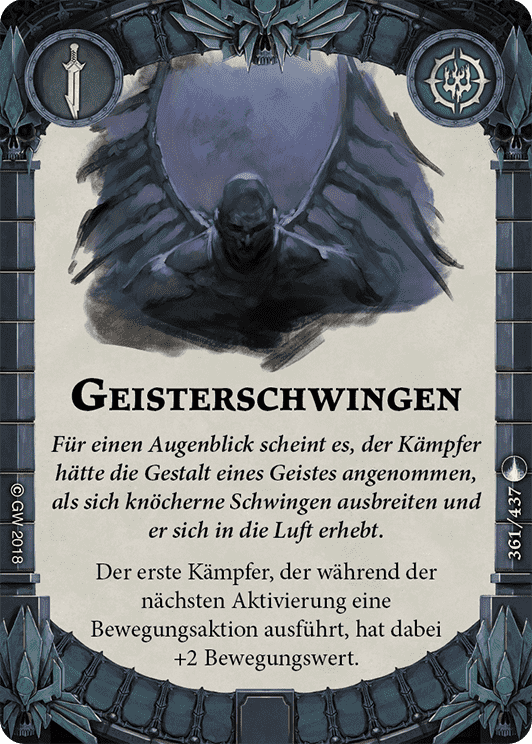 GEISTERSCHWINGEN
Für einen Augenblick scheint es, der Kämpfer
hätte die Gestalt eines Geistes angenommen,
als sich knöcherne Schwingen ausbreiten und
er sich in die Luft erhebt.
Der erste Kämpfer, der während der
nächsten Aktivierung eine
Bewegungsaktion ausführt, hat dabei
+2 Bewegungswert.
© GW 2018
361/437